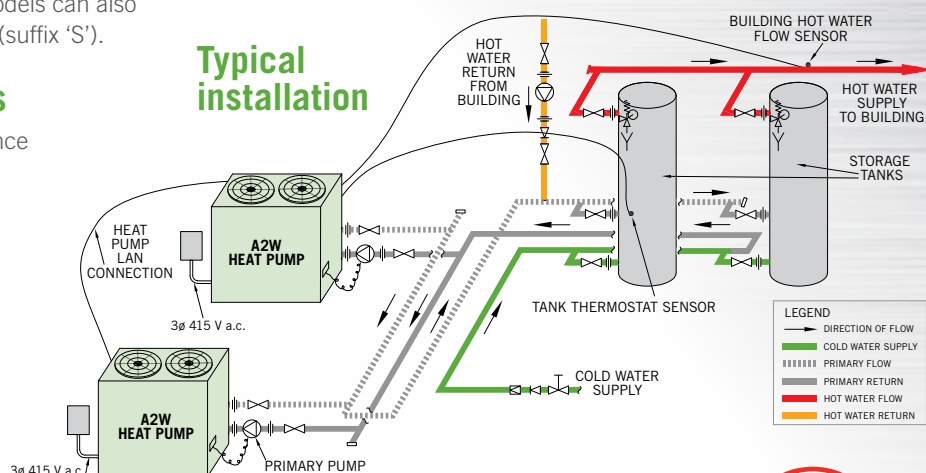 odels can also
(suffix ‘S’).
s
nce
Typical
installation
HOT
WATER
RETURN
FROM
BUILDING
BUILDING HOT WATER
FLOW SENSOR
HOT WATER
SUPPLY
TO BUILDING
STORAGE
TANKS
HEAT
PUMP
LAN
CONNECTION
A2W
HEAT PUMP
3ø 415 V a.c.
TANK THERMOSTAT SENSOR
COLD WATER
SUPPLY
A2W
HEAT PUMP
3ø 415 V a.c.
PRIMARY PUMP
LEGEND
DIRECTION OF FLOW
COLD WATER SUPPLY
PRIMARY FLOW
PRIMARY RETURN
HOT WATER FLOW
HOT WATER RETURN